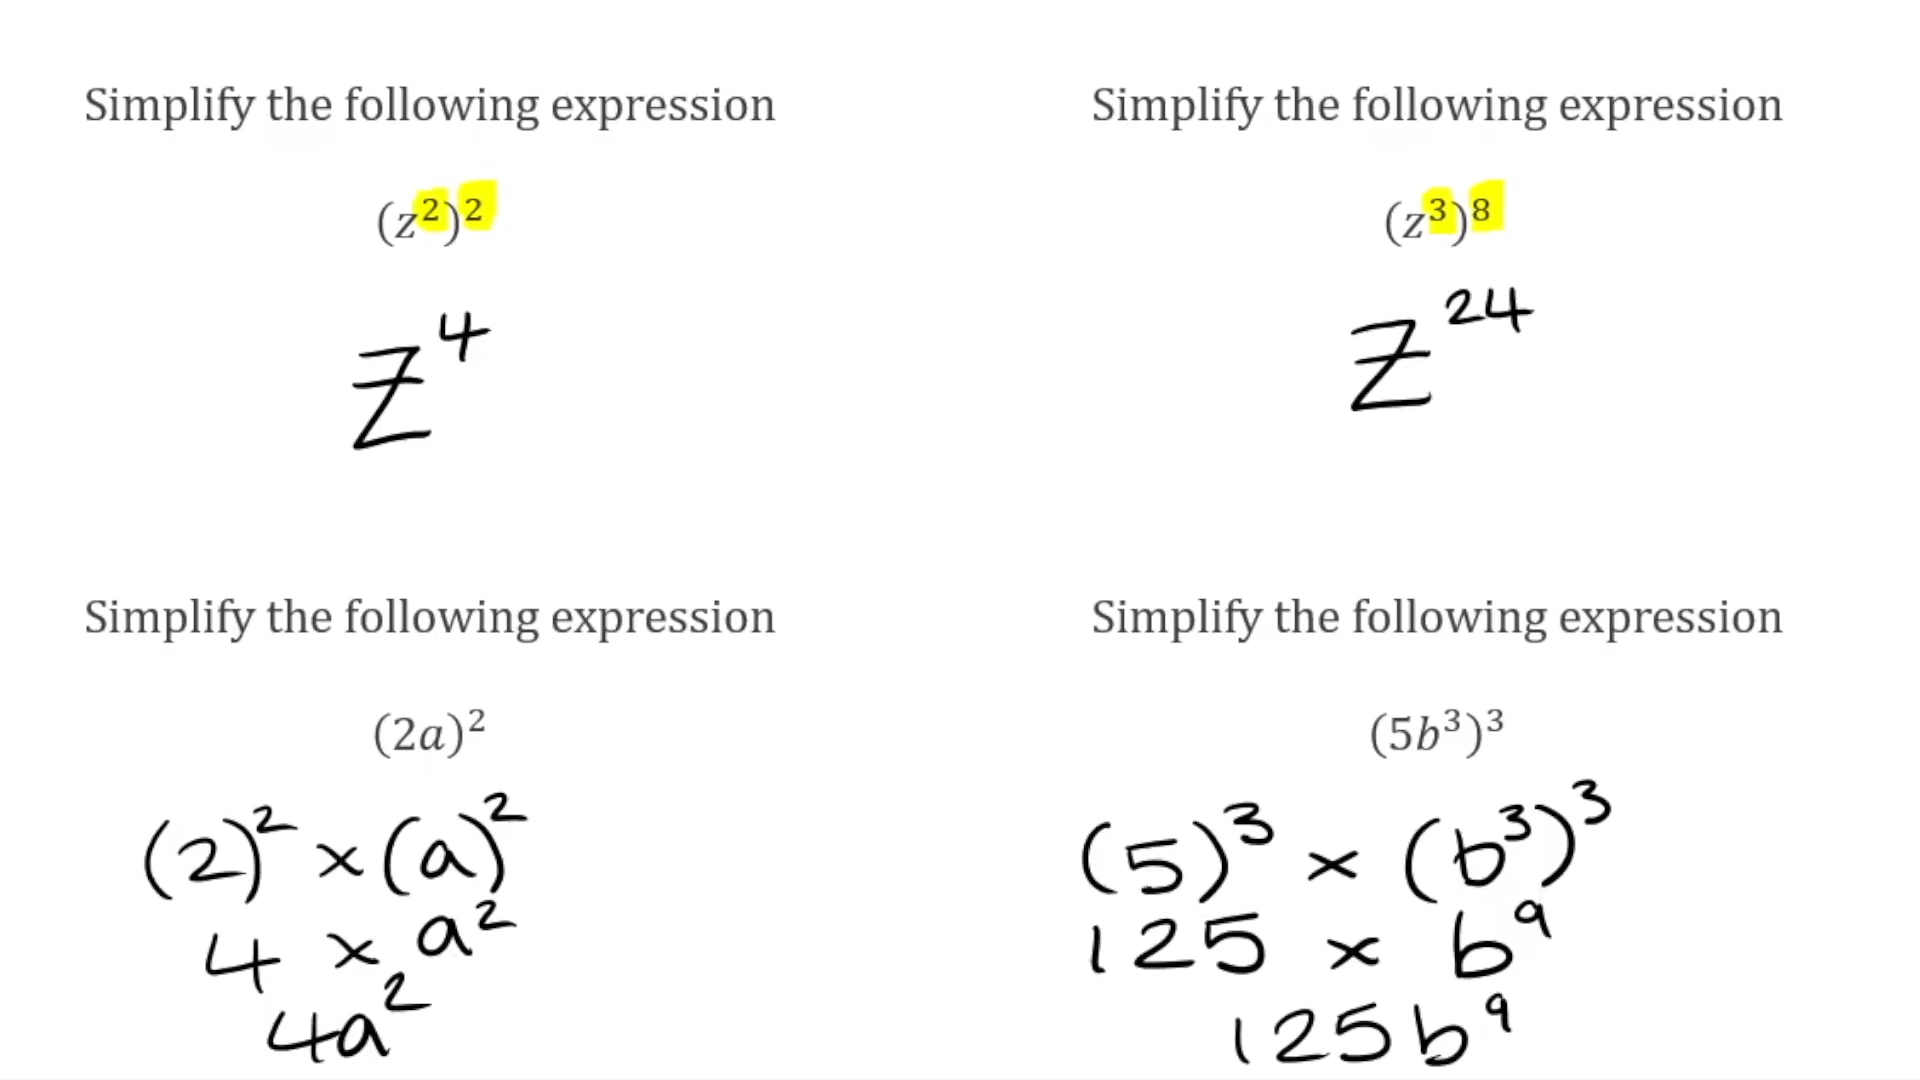 Simplify the following expression
(z²)²
z⁴
Simplify the following expression
(z³)⁸
z²⁴
Simplify the following expression
(2a)²
(2)² × (a)²
4 × a²
4a²
Simplify the following expression
(5b³)³
(5)³ × (b³)³
125 × b⁹
125b⁹